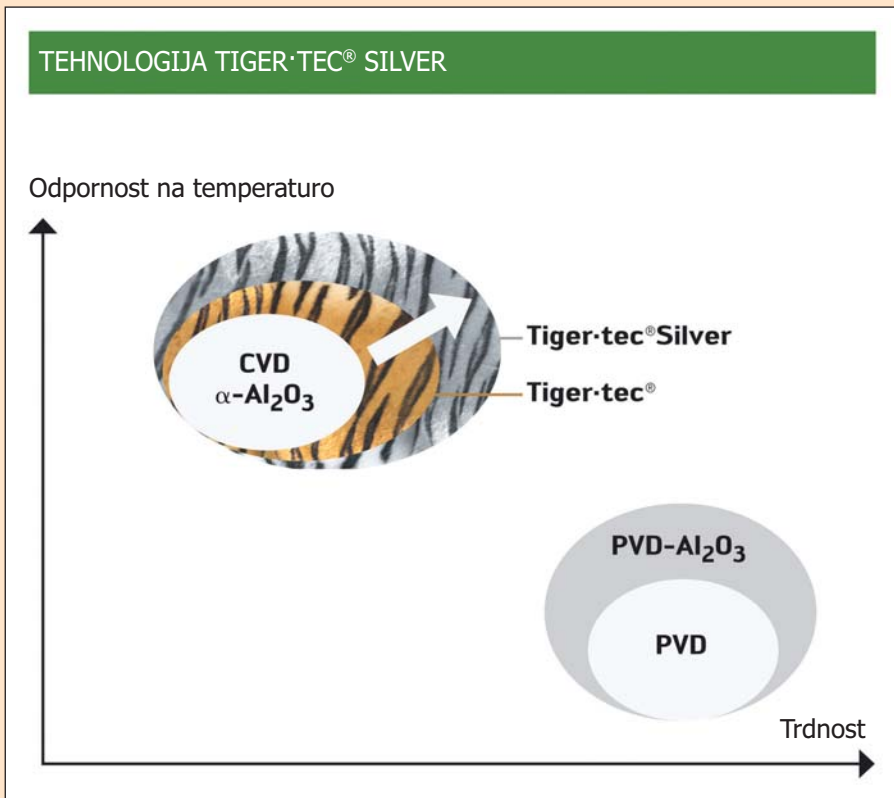 TEHNOLOGIJA TIGER·TEC® SILVER
Odpornost na temperaturo
CVD
α-Al₂O₃
Tiger·tec®Silver
Tiger·tec®
PVD-Al₂O₃
PVD
Trdnost